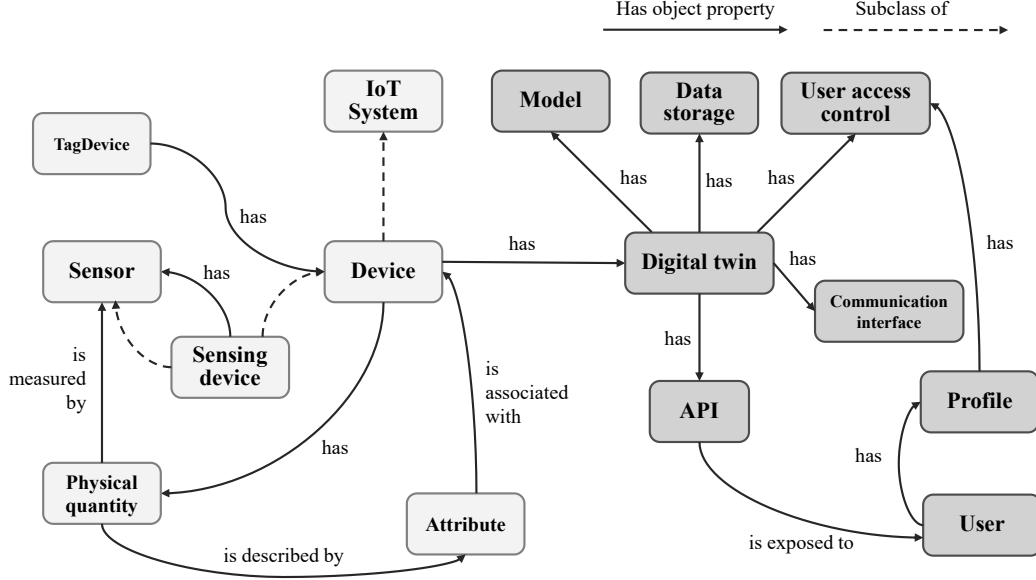 Has object property
Subclass of
IoT
System
Model
Data
storage
User access
control
TagDevice
has
has
has
has
has
Sensor
has
Device
has
Digital twin
has
Communication
interface
has
Sensing
device
is
measured
by
is
associated
with
API
Profile
has
has
Physical
quantity
Attribute
User
is described by
is exposed to